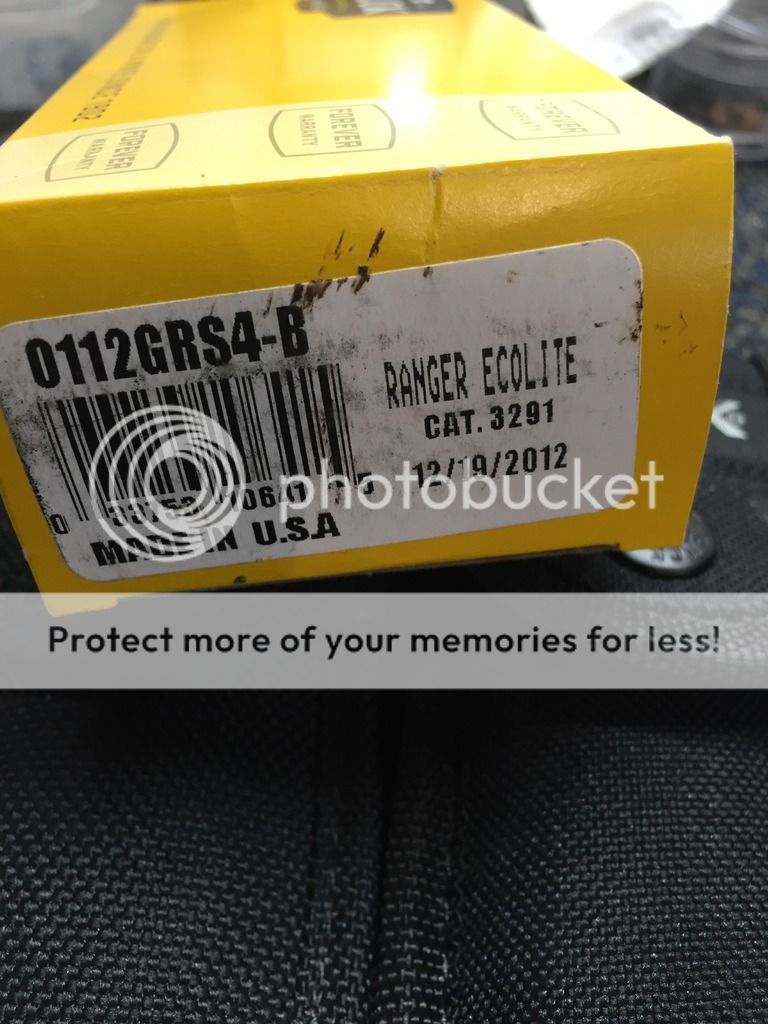 FOREVER
WARRANTY
FOREVER
WARRANTY
FOREVER
WARRANTY
0112GRS4-B
RANGER ECOLITE
CAT. 3291
12/19/2012
MADE IN U.S.A
photobucket
Protect more of your memories for less!